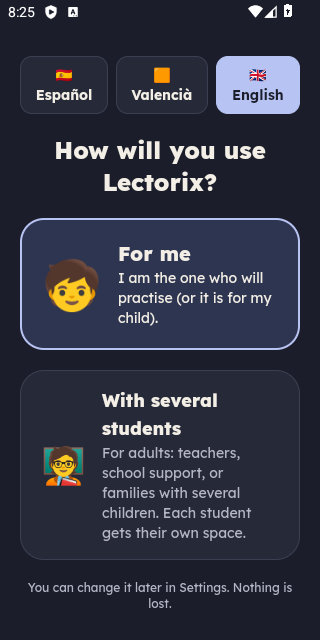 8:25
Español
Valencià
English
How will you use
Lectorix?
For me
I am the one who will
practise (or it is for my
child).
With several
students
For adults: teachers,
school support, or
families with several
children. Each student
gets their own space.
You can change it later in Settings. Nothing is
lost.